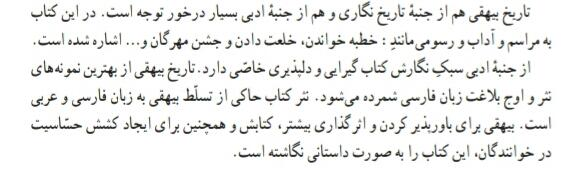 تاریخ بیهقی هم از جنبهٔ تاریخ نگاری و هم از جنبهٔ ادبی بسیار درخور توجه است. در این کتاب
به مراسم و آداب و رسومی‌مانندِ : خطبه خواندن، خلعت دادن و جشن مهرگان و... اشاره شده است.
از جنبهٔ ادبی سبکِ نگارش کتاب گیرایی و دلپذیری خاصّی دارد. تاریخ بیهقی از بهترین نمونه‌های
نثر و اوج بلاغت زبان فارسی شمرده می‌شود. نثر کتاب حاکی از تسلّط بیهقی به زبان فارسی و عربی
است. بیهقی برای باورپذیر کردن و اثرگذاری بیشتر، کتابش و همچنین برای ایجاد کشش حسّاسیت
در خوانندگان، این کتاب را به صورت داستانی نگاشته است.